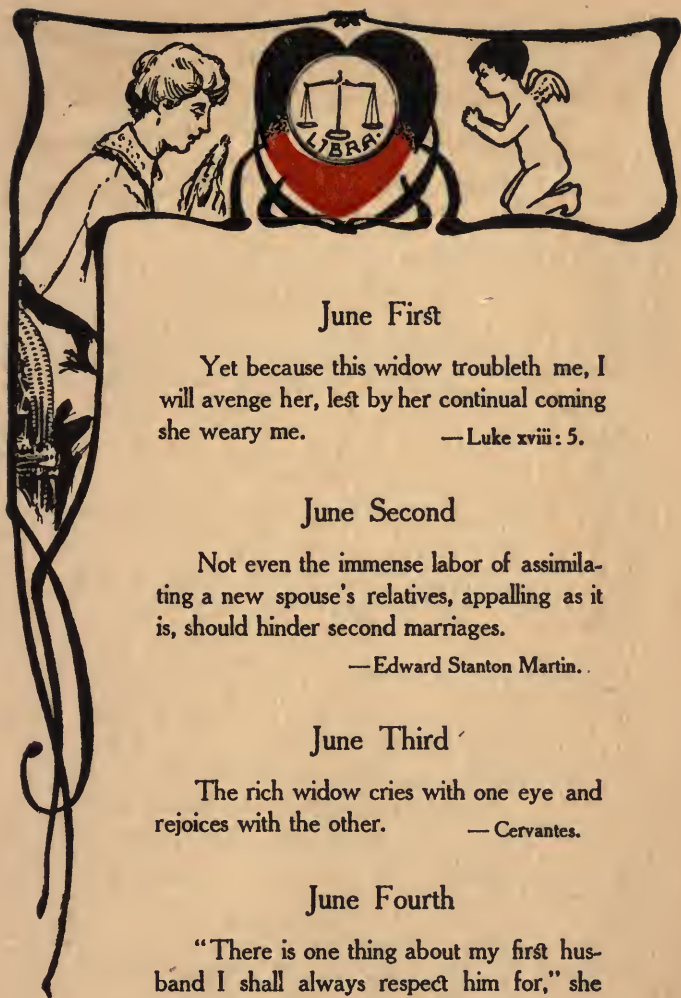 LIBRA·
June First
Yet because this widow troubleth me, I
will avenge her, lest by her continual coming
she weary me. — Luke xviii: 5.
June Second
Not even the immense labor of assimila-
ting a new spouse's relatives, appalling as it
is, should hinder second marriages.
— Edward Stanton Martin.
June Third
The rich widow cries with one eye and
rejoices with the other. — Cervantes.
June Fourth
"There is one thing about my first hus-
band I shall always respect him for," she